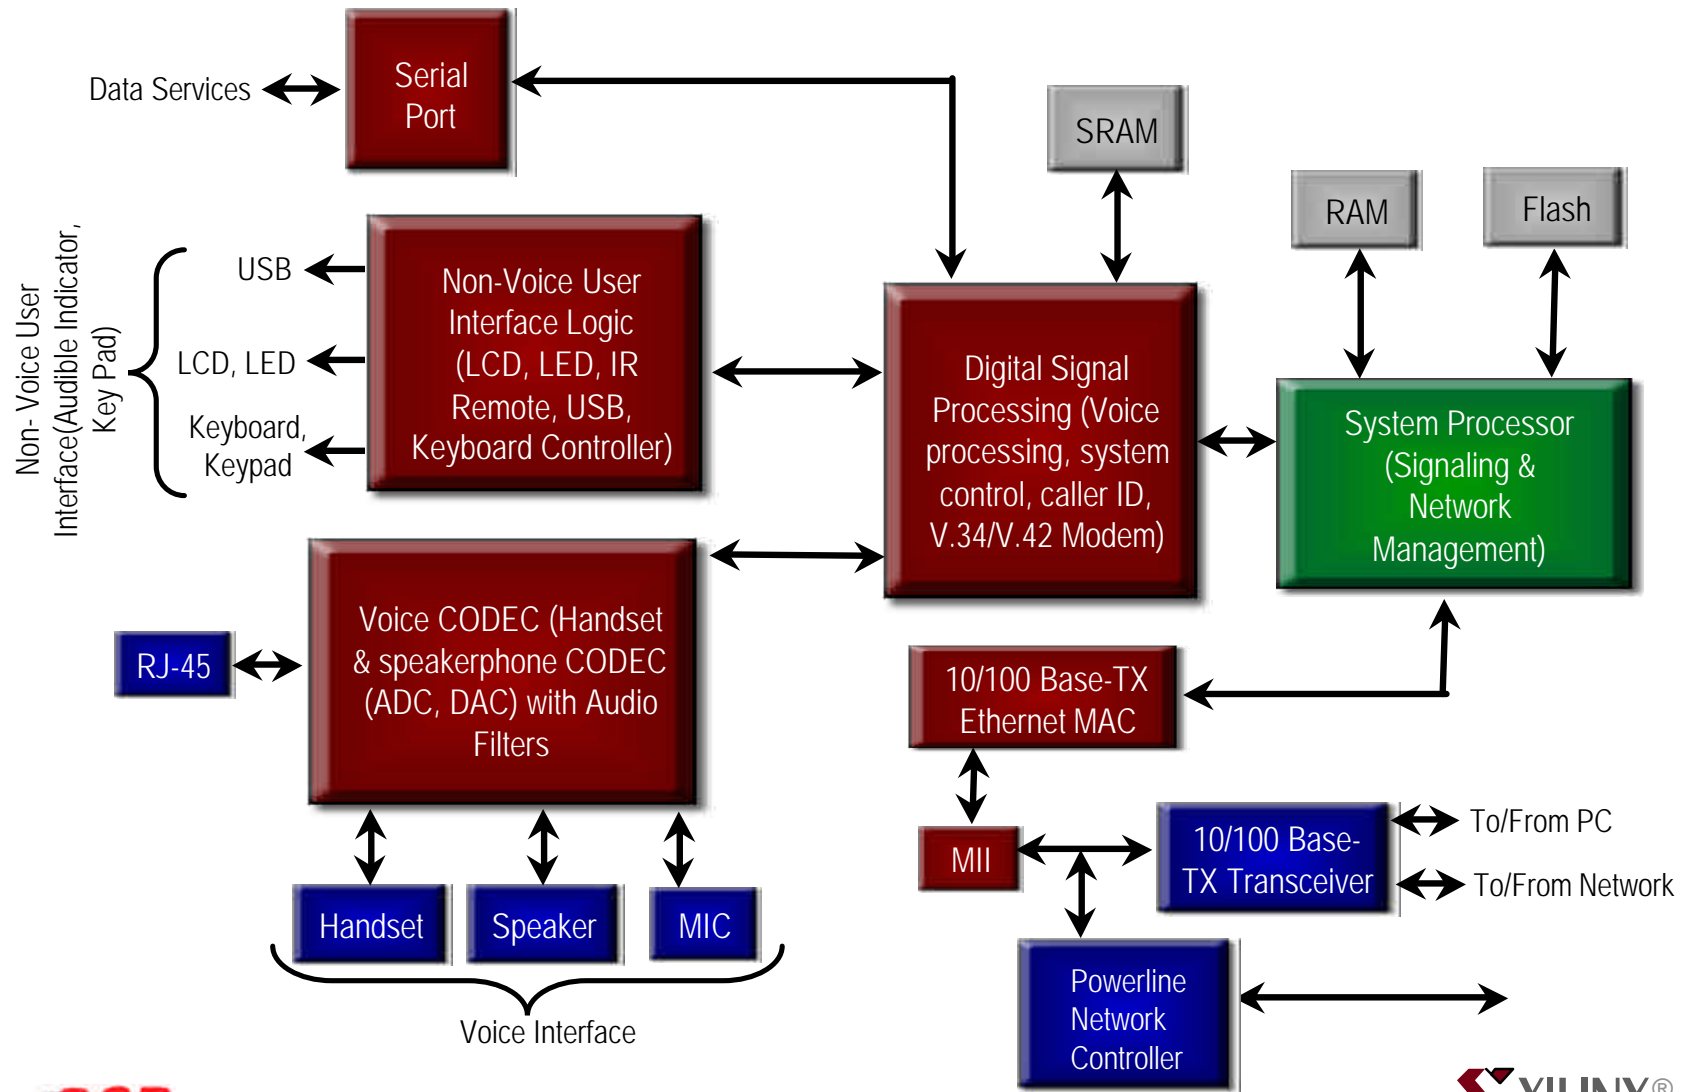 Data Services
Serial
Port
SRAM
RAM
Flash
Non- Voice User
Interface(Audible Indicator,
Key Pad)
USB
LCD, LED
Keyboard,
Keypad
Non-Voice User
Interface Logic
(LCD, LED, IR
Remote, USB,
Keyboard Controller)
Digital Signal
Processing (Voice
processing, system
control, caller ID,
V.34/V.42 Modem)
System Processor
(Signaling &
Network
Management)
RJ-45
Voice CODEC (Handset
& speakerphone CODEC
(ADC, DAC) with Audio
Filters
10/100 Base-TX
Ethernet MAC
MII
10/100 Base-
TX Transceiver
To/From PC
To/From Network
Handset
Speaker
MIC
Voice Interface
Powerline
Network
Controller
XILINX®